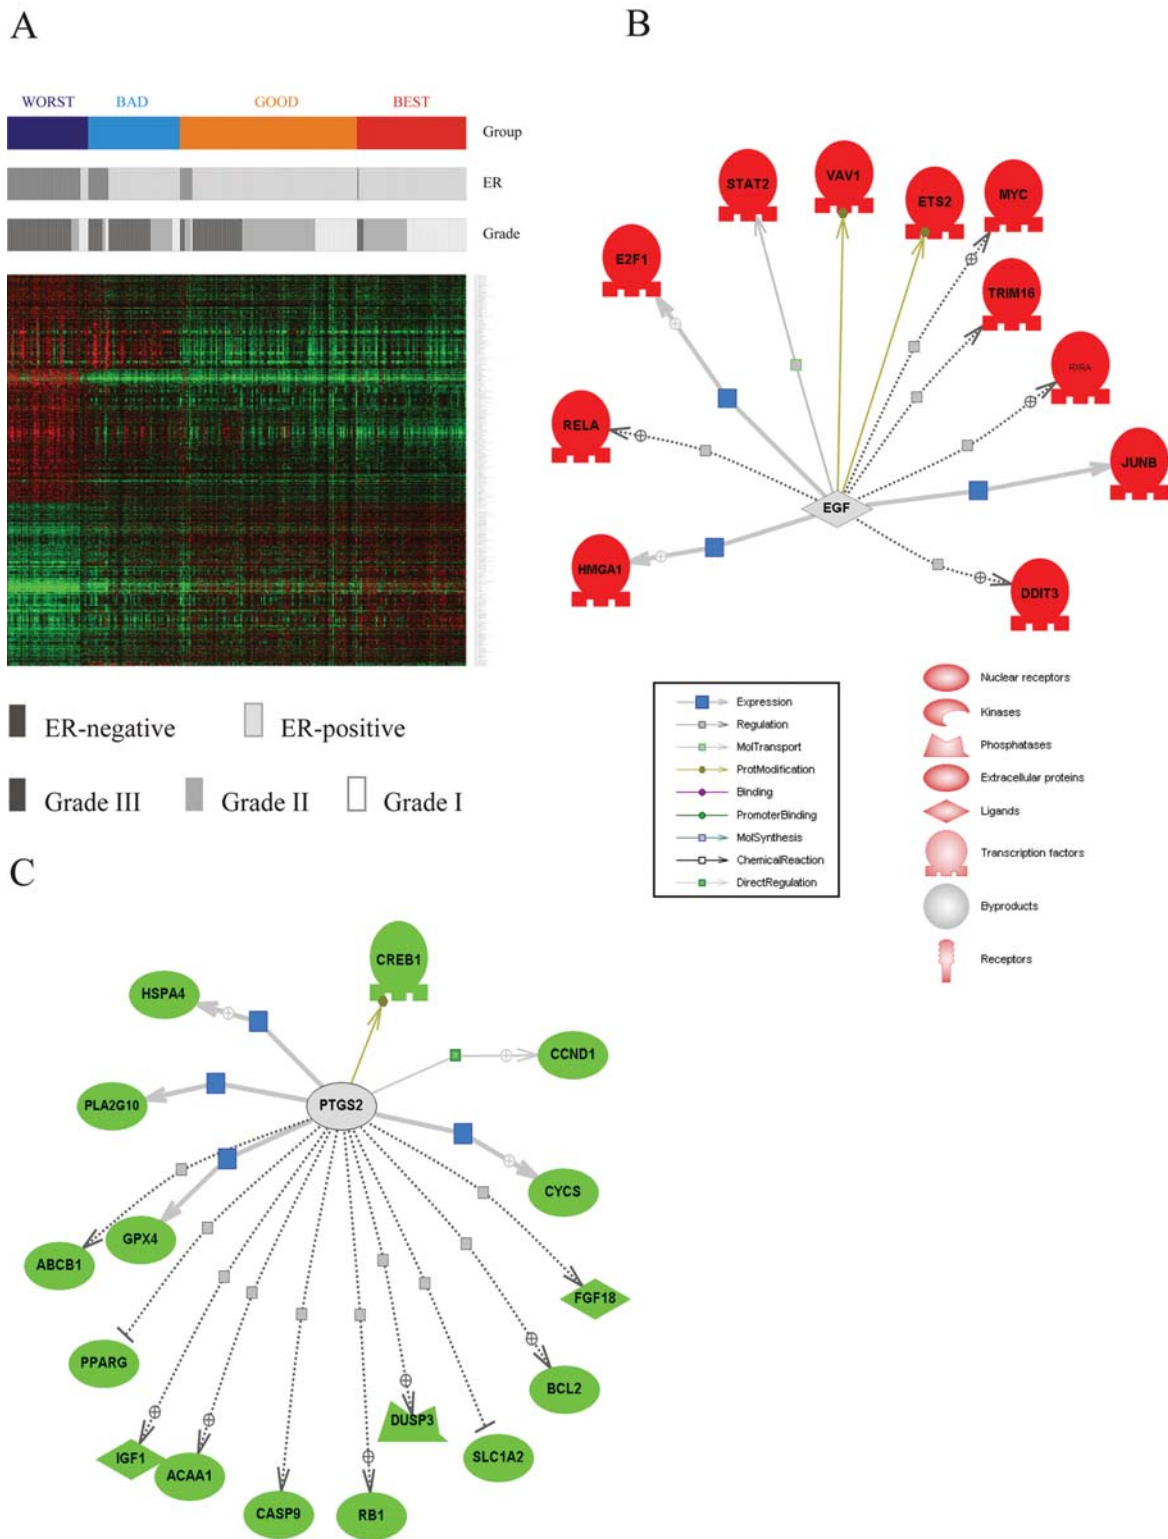 A
WORST BAD GOOD BEST
Group
ER
Grade
ER-negative ER-positive
Grade III Grade II Grade I
B
STAT2
VAV1
ETS2
MYC
E2F1
TRIM16
RXRA
RELA
JUNB
EGF
HMGA1
DDIT3
Expression
Regulation
MolTransport
ProtModification
Binding
PromoterBinding
MolSynthesis
ChemicalReaction
DirectRegulation
Nuclear receptors
Kinases
Phosphatases
Extracellular proteins
Ligands
Transcription factors
Byproducts
Receptors
C
CREB1
HSPA4
CCND1
PLA2G10
PTGS2
CYCS
GPX4
ABCB1
FGF18
PPARG
BCL2
DUSP3
IGF1
ACAA1
SLC1A2
CASP9
RB1